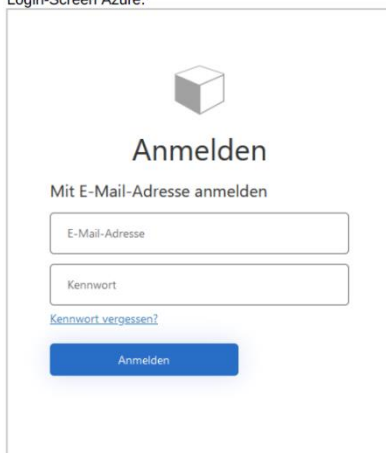 Login-Screen Azure:
Anmelden
Mit E-Mail-Adresse anmelden
E-Mail-Adresse
Kennwort
Kennwort vergessen?
Anmelden